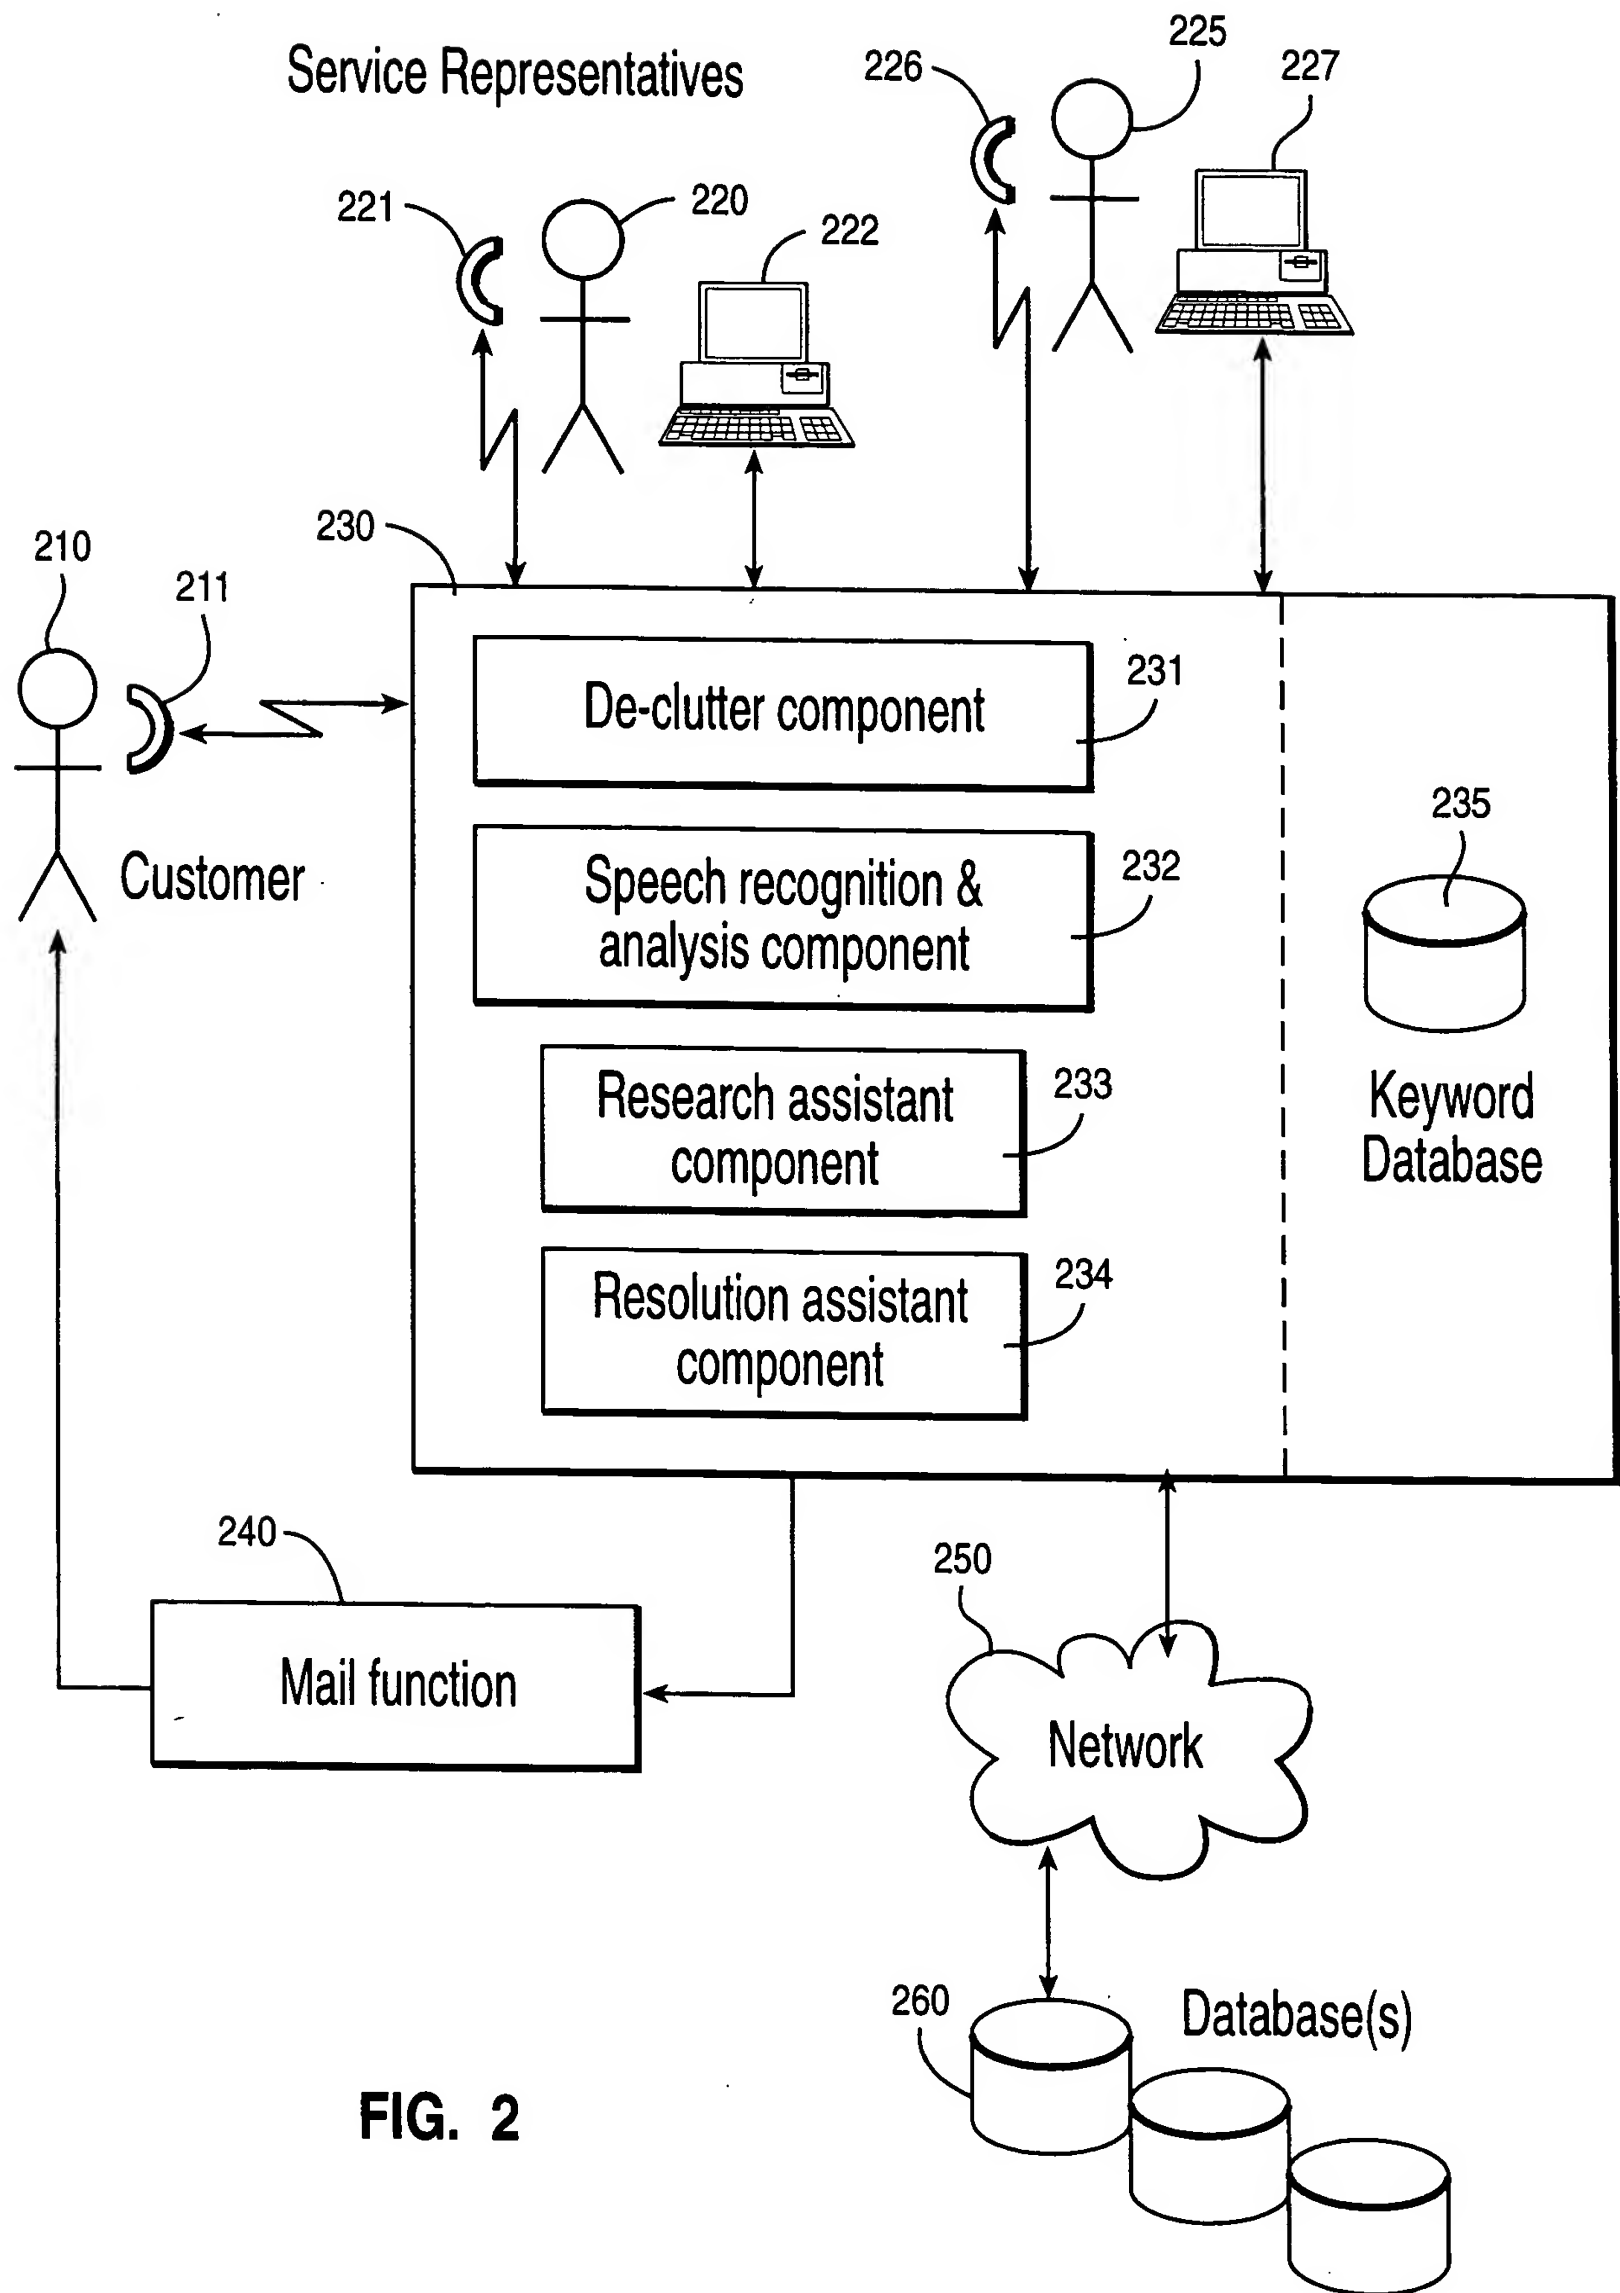 Service Representatives
225
226
227
221
220
222
230
210
211
De-clutter component
231
Customer
Speech recognition &
analysis component
232
235
Research assistant
component
233
Keyword
Database
Resolution assistant
component
234
240
Mail function
250
Network
260
Database(s)
FIG. 2